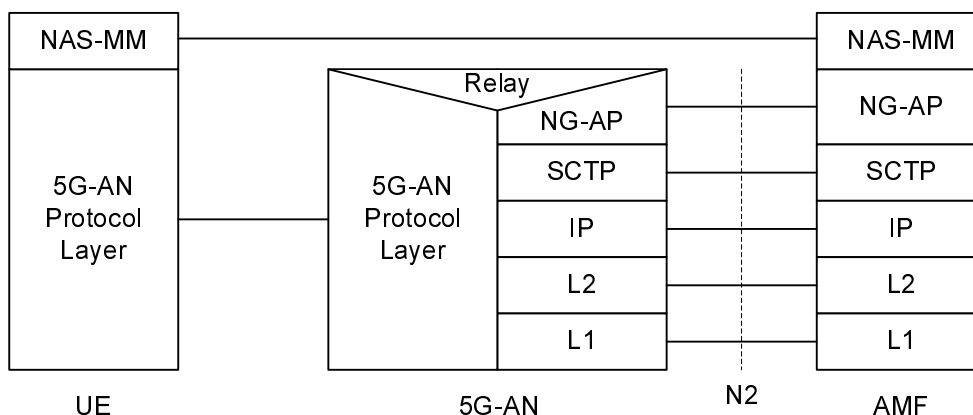 NAS-MM
5G-AN
Protocol
Layer
UE
Relay
5G-AN
Protocol
Layer
NG-AP
SCTP
IP
L2
L1
5G-AN
N2
NAS-MM
NG-AP
SCTP
IP
L2
L1
AMF